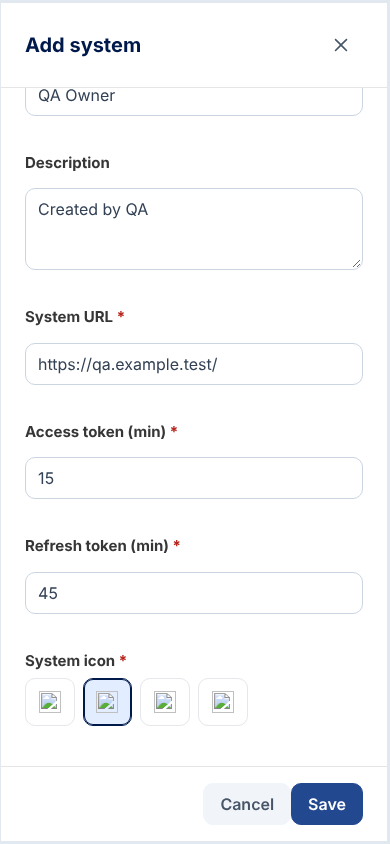 Add system
QA Owner
Description
Created by QA
System URL *
https://qa.example.test/
Access token (min) *
15
Refresh token (min) *
45
System icon *
Cancel Save